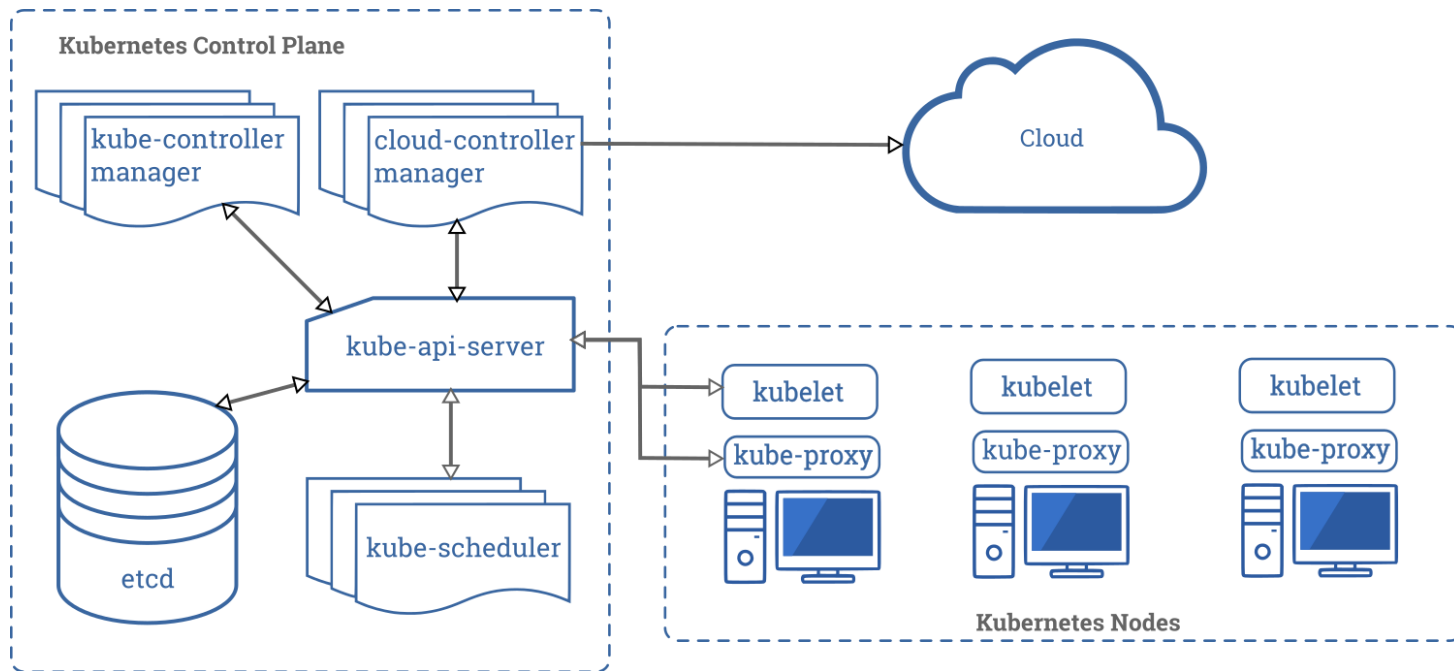 Kubernetes Control Plane
kube-controller
manager
cloud-controller
manager
Cloud
kube-api-server
etcd
kube-scheduler
kubelet
kube-proxy
kubelet
kube-proxy
kubelet
kube-proxy
Kubernetes Nodes